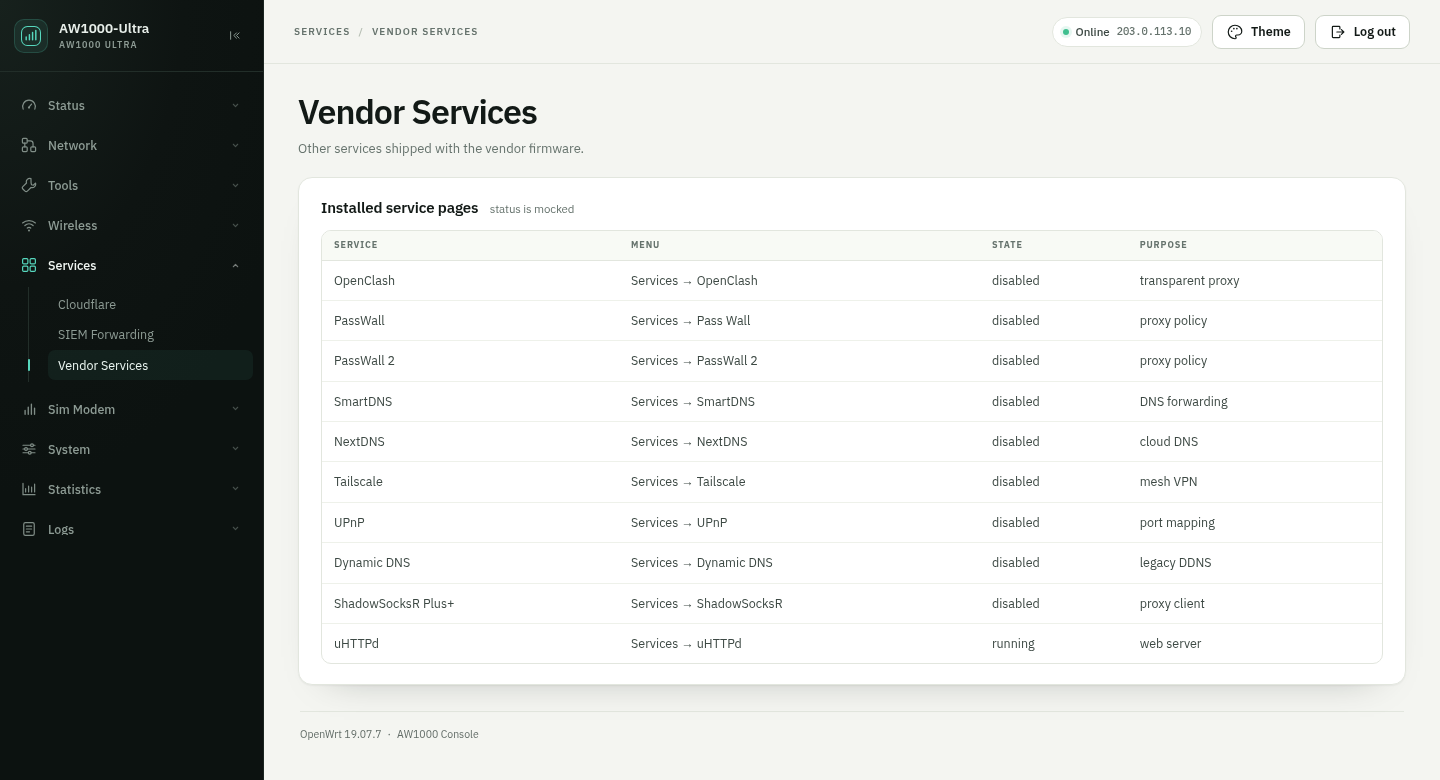 AW1000-Ultra
AW1000 ULTRA
Status
Network
Tools
Wireless
Services
Cloudflare
SIEM Forwarding
Vendor Services
Sim Modem
System
Statistics
Logs
SERVICES / VENDOR SERVICES
Online 203.0.113.10
Theme
Log out
Vendor Services
Other services shipped with the vendor firmware.
Installed service pages status is mocked
SERVICE MENU STATE PURPOSE
OpenClash Services → OpenClash disabled transparent proxy
PassWall Services → Pass Wall disabled proxy policy
PassWall 2 Services → PassWall 2 disabled proxy policy
SmartDNS Services → SmartDNS disabled DNS forwarding
NextDNS Services → NextDNS disabled cloud DNS
Tailscale Services → Tailscale disabled mesh VPN
UPnP Services → UPnP disabled port mapping
Dynamic DNS Services → Dynamic DNS disabled legacy DDNS
ShadowSocksR Plus+ Services → ShadowSocksR disabled proxy client
uHTTPd Services → uHTTPd running web server
OpenWrt 19.07.7 · AW1000 Console